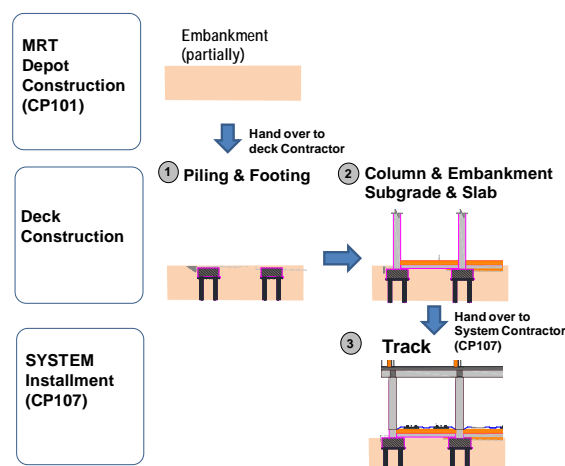 MRT
Depot
Construction
(CP101)
Embankment
(partially)
Hand over to
deck Contractor
1 Piling & Footing
2 Column & Embankment
Subgrade & Slab
Deck
Construction
Hand over to
System Contractor
(CP107)
3 Track
SYSTEM
Installment
(CP107)